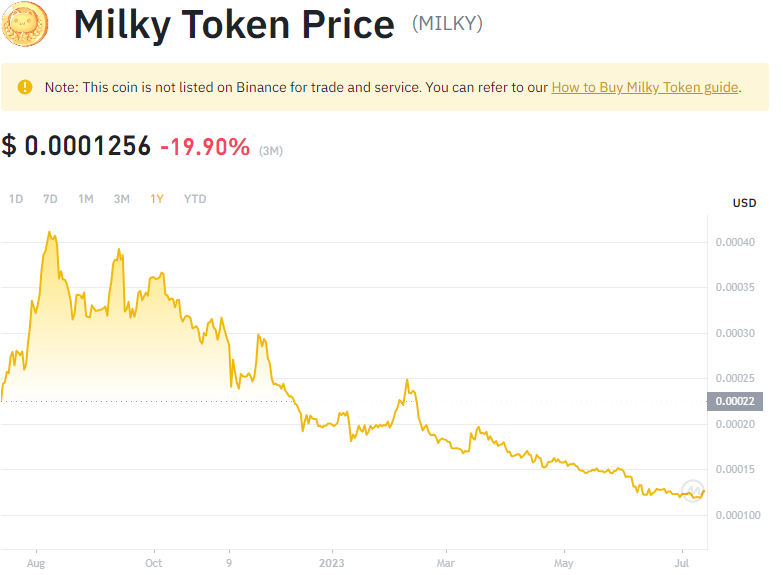 Milky Token Price (MILKY)
Note: This coin is not listed on Binance for trade and service. You can refer to our How to Buy Milky Token guide.
$ 0.0001256 -19.90% (3M)
1D 7D 1M 3M 1Y YTD
USD
0.00040
0.00035
0.00030
0.00025
0.00022
0.00020
0.00015
0.000100
Aug Oct 9 2023 Mar May Jul